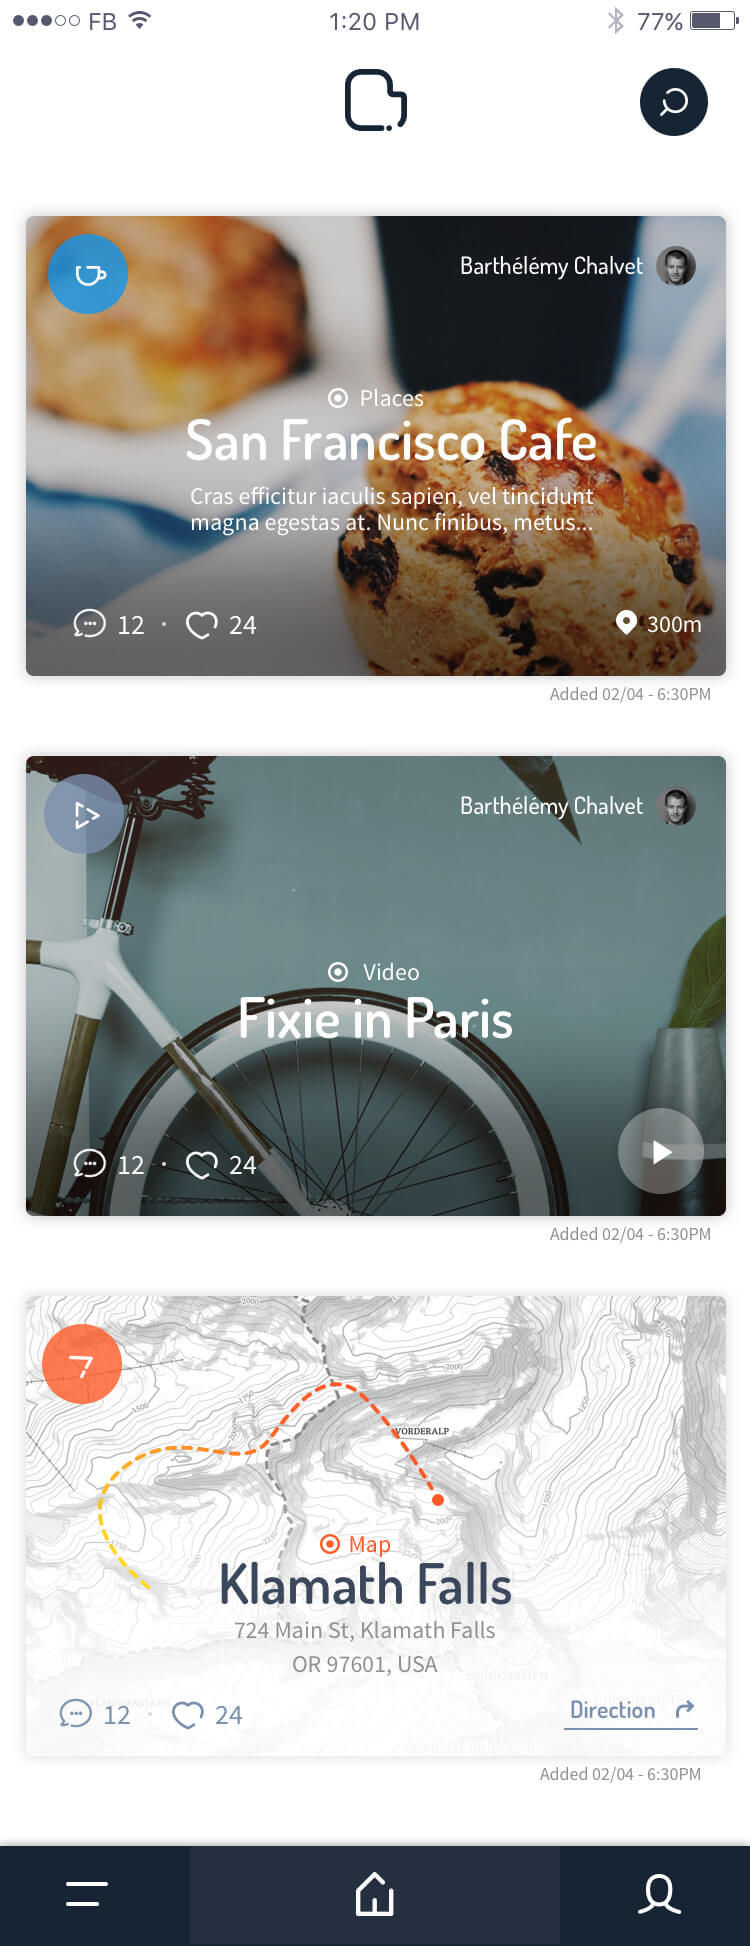 FB 1:20 PM 77%
Barthélémy Chalvet
Places
San Francisco Cafe
Cras efficitur iaculis sapien, vel tincidunt
magna egestas at. Nunc finibus, metus...
12 · 24 300m
Added 02/04 - 6:30PM
Barthélémy Chalvet
Video
Fixie in Paris
12 · 24
Added 02/04 - 6:30PM
2000
1750
1500
2000
2000
1500
VORDERALP
1500
2000
1750
2250
Map
Klamath Falls
724 Main St, Klamath Falls
OR 97601, USA
Schlossfirn
12 · 24 Direction
Added 02/04 - 6:30PM